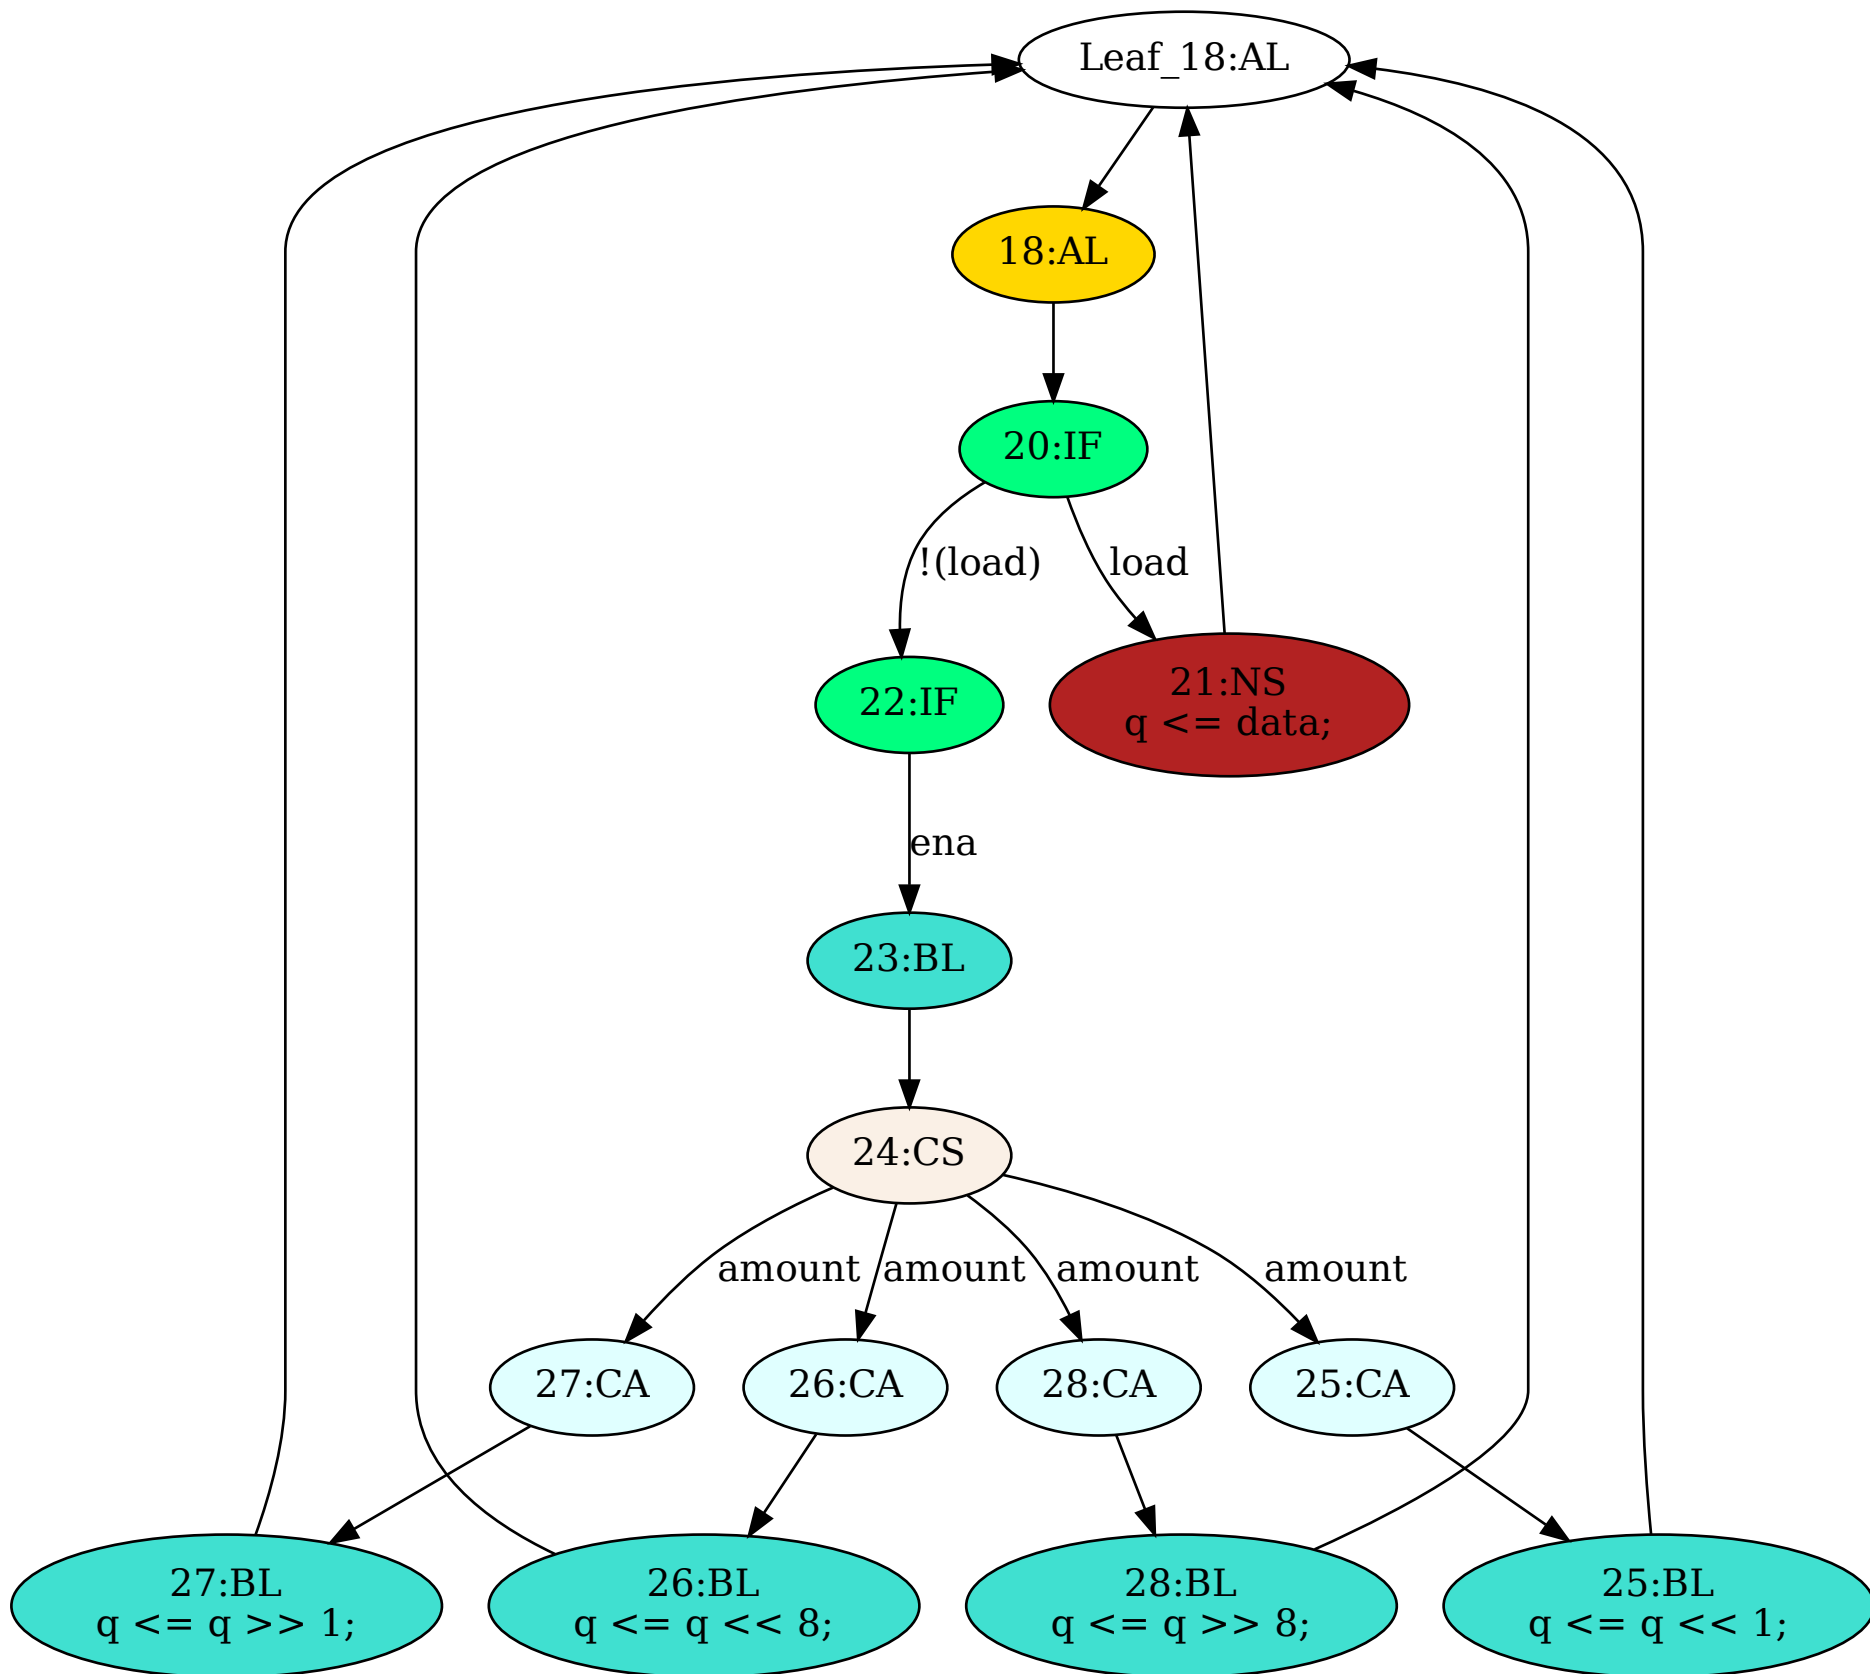 Leaf_18:AL
18:AL
20:IF
!(load)
load
22:IF
21:NS
q <= data;
ena
23:BL
24:CS
amount
amount
amount
amount
27:CA
26:CA
28:CA
25:CA
27:BL
q <= q >> 1;
26:BL
q <= q << 8;
28:BL
q <= q >> 8;
25:BL
q <= q << 1;